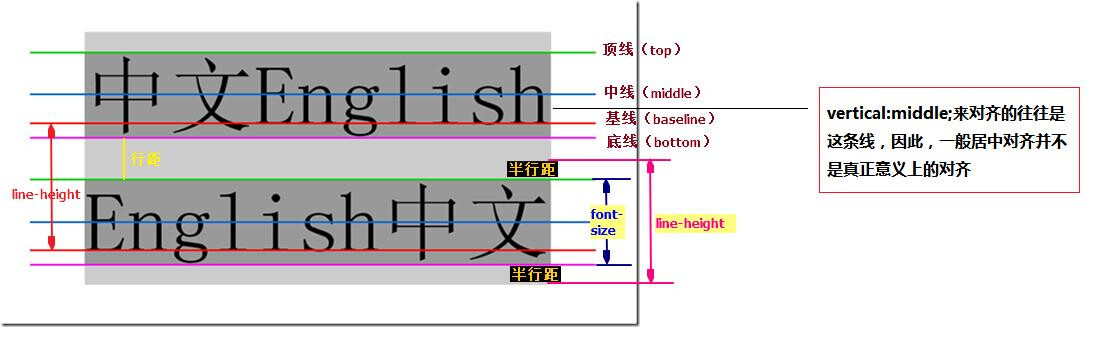 顶线（top）
中文English
中线（middle）
基线（baseline）
底线（bottom）
vertical:middle;来对齐的往往是
这条线，因此，一般居中对齐并不
是真正意义上的对齐
行距
半行距
line-height
English中文
font-
size
line-height
半行距